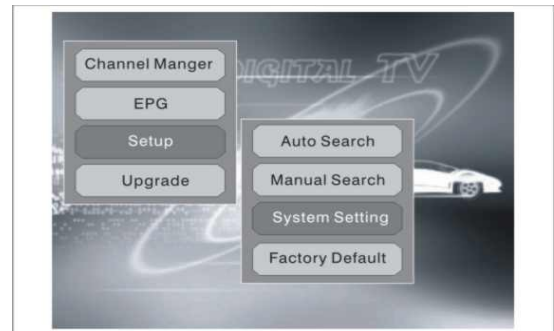 DIGITAL TV
Channel Manger
EPG
Setup
Upgrade
Auto Search
Manual Search
System Setting
Factory Default